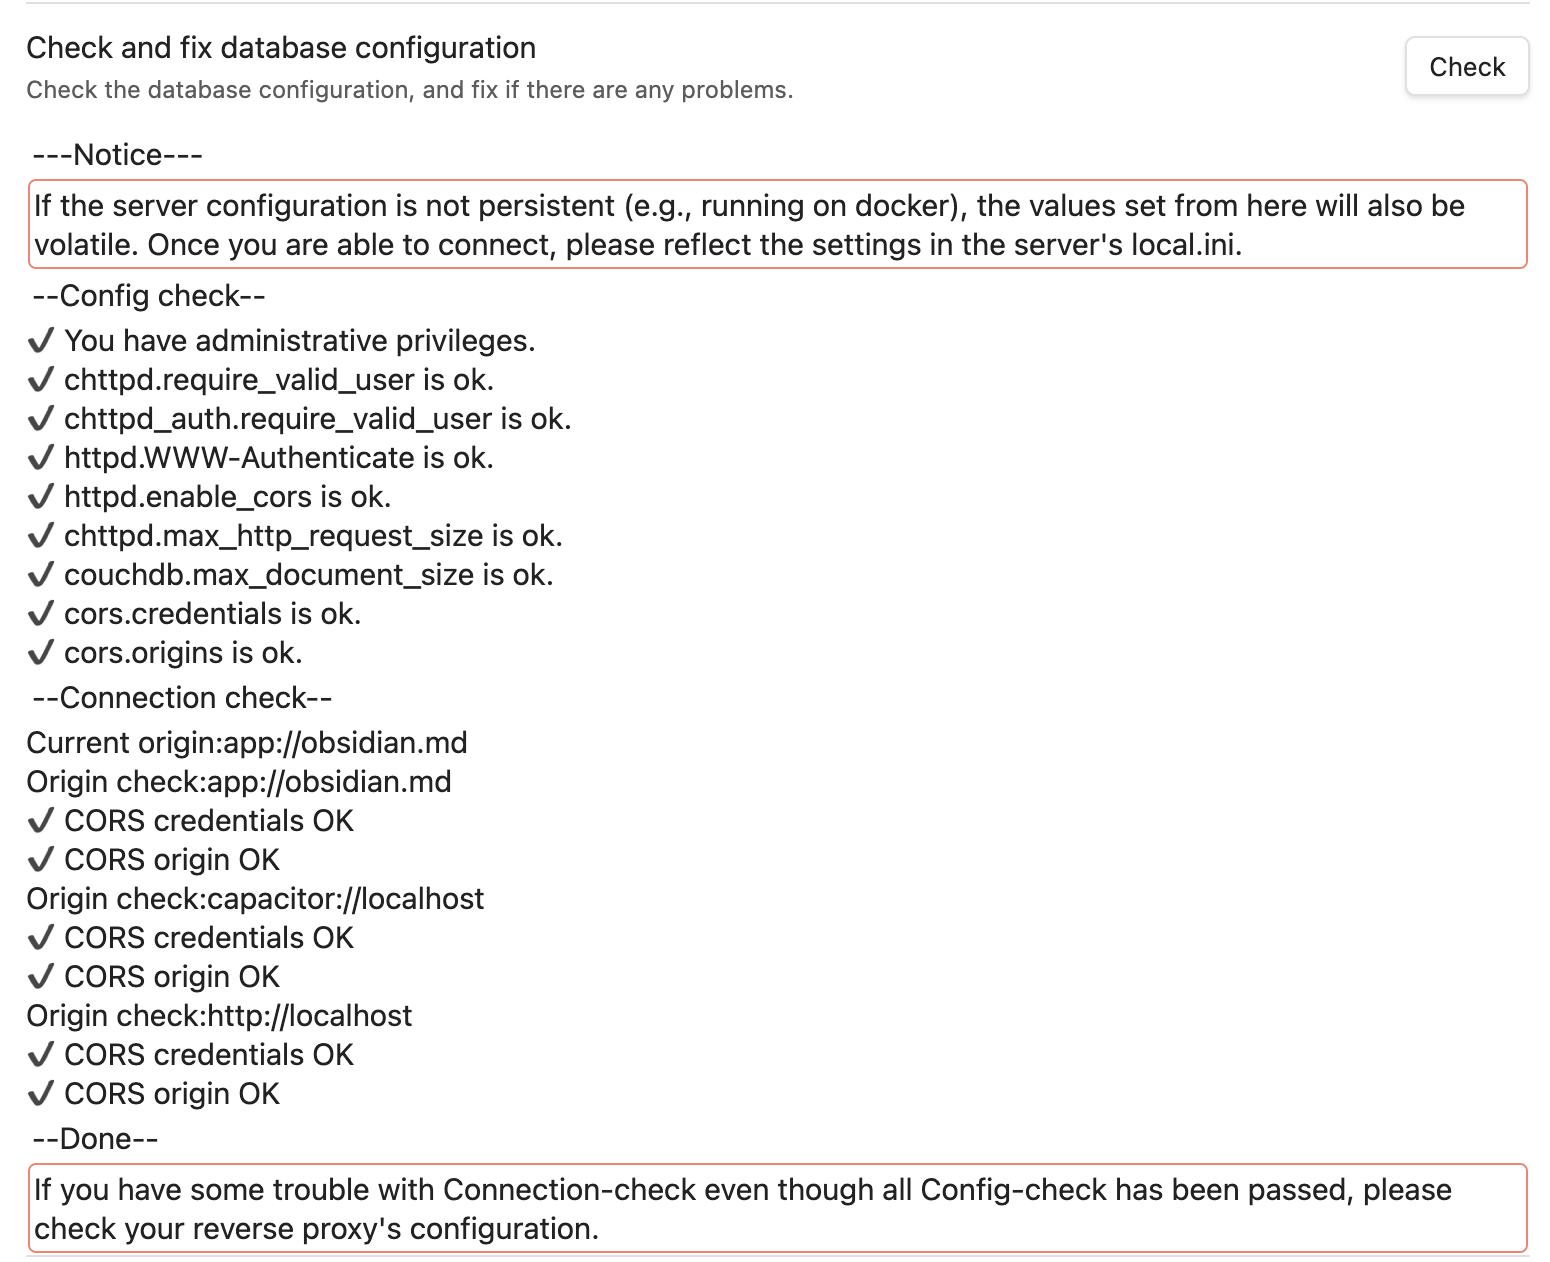 Check and fix database configuration
Check
Check the database configuration, and fix if there are any problems.
---Notice---
If the server configuration is not persistent (e.g., running on docker), the values set from here will also be
volatile. Once you are able to connect, please reflect the settings in the server's local.ini.
--Config check--
✔ You have administrative privileges.
✔ chttpd.require_valid_user is ok.
✔ chttpd_auth.require_valid_user is ok.
✔ httpd.WWW-Authenticate is ok.
✔ httpd.enable_cors is ok.
✔ chttpd.max_http_request_size is ok.
✔ couchdb.max_document_size is ok.
✔ cors.credentials is ok.
✔ cors.origins is ok.
--Connection check--
Current origin:app://obsidian.md
Origin check:app://obsidian.md
✔ CORS credentials OK
✔ CORS origin OK
Origin check:capacitor://localhost
✔ CORS credentials OK
✔ CORS origin OK
Origin check:http://localhost
✔ CORS credentials OK
✔ CORS origin OK
--Done--
If you have some trouble with Connection-check even though all Config-check has been passed, please
check your reverse proxy's configuration.